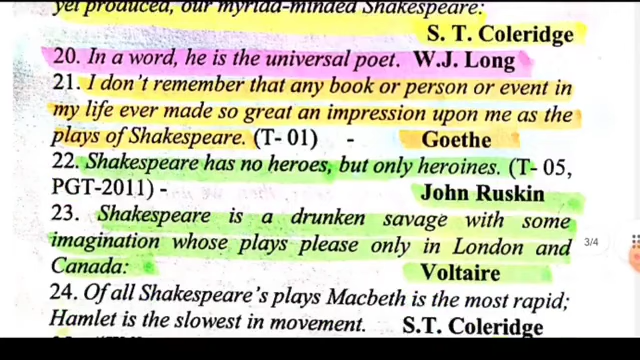 yet produced, our myriad-minded Shakespeare:
S. T. Coleridge
20. In a word, he is the universal poet. W.J. Long
21. I don't remember that any book or person or event in
my life ever made so great an impression upon me as the
plays of Shakespeare. (T- 01) - Goethe
22. Shakespeare has no heroes, but only heroines. (T- 05,
PGT-2011) - John Ruskin
23. Shakespeare is a drunken savage with some
imagination whose plays please only in London and
Canada: Voltaire
3/4
24. Of all Shakespeare's plays Macbeth is the most rapid;
Hamlet is the slowest in movement. S.T. Coleridge